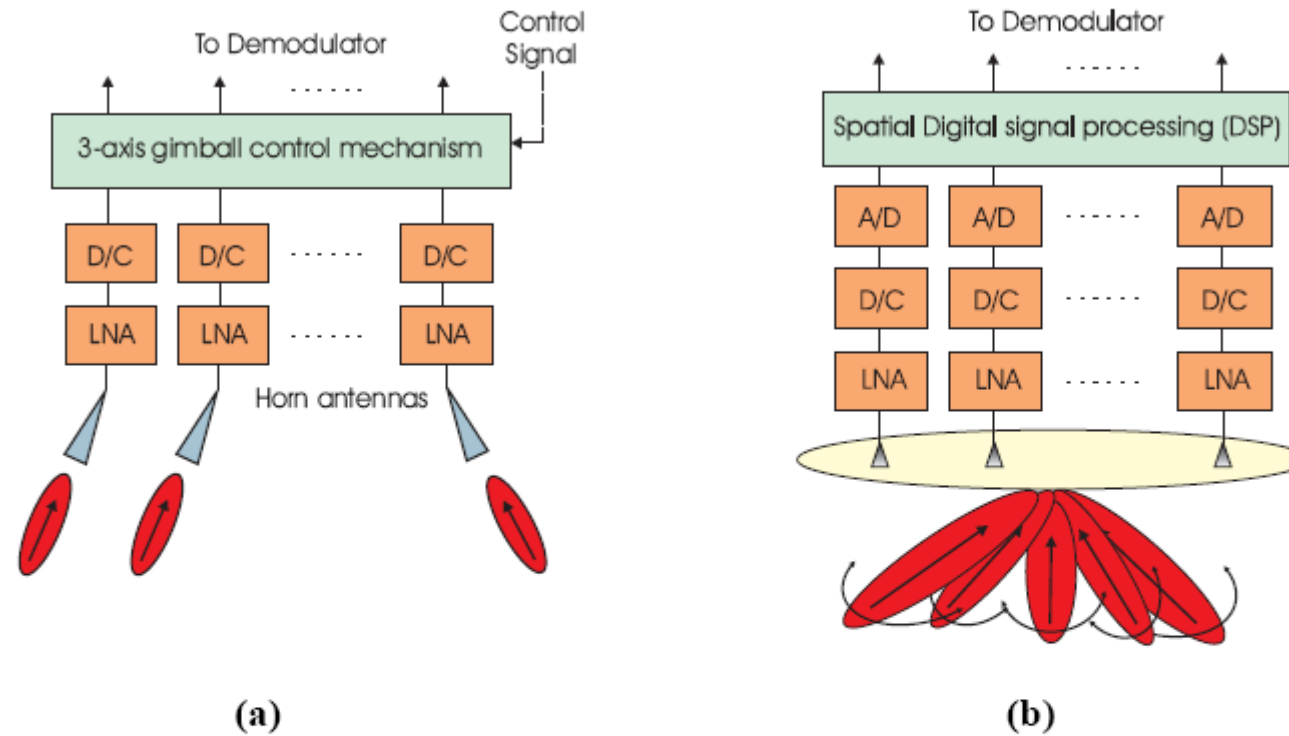 To Demodulator
Control
Signal
......
3-axis gimball control mechanism
D/C D/C ...... D/C
LNA LNA ...... LNA
Horn antennas
(a)
To Demodulator
......
Spatial Digital signal processing (DSP)
A/D A/D ...... A/D
D/C D/C ...... D/C
LNA LNA ...... LNA
(b)